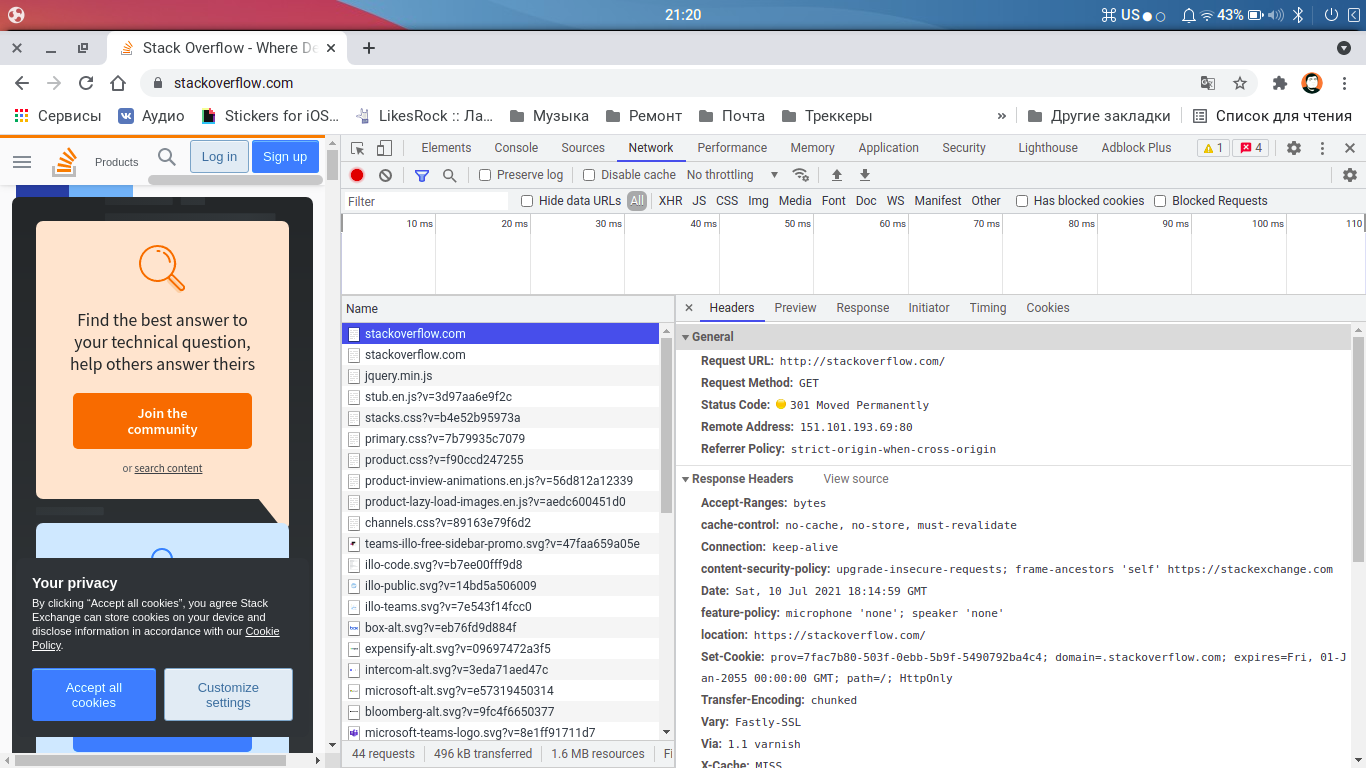 21:20
US
43%
Stack Overflow - Where De
stackoverflow.com
Сервисы
Аудио
Stickers for iOS…
LikesRock :: Ла…
Музыка
Ремонт
Почта
Треккеры
»
Другие закладки
Список для чтения
Products
Log in
Sign up
Find the best answer to
your technical question,
help others answer theirs
Join the
community
or search content
Your privacy
By clicking “Accept all cookies”, you agree Stack
Exchange can store cookies on your device and
disclose information in accordance with our Cookie
Policy.
Accept all
cookies
Customize
settings
Elements
Console
Sources
Network
Performance
Memory
Application
Security
Lighthouse
Adblock Plus
1
4
Preserve log
Disable cache
No throttling
Filter
Hide data URLs
All
XHR
JS
CSS
Img
Media
Font
Doc
WS
Manifest
Other
Has blocked cookies
Blocked Requests
10 ms
20 ms
30 ms
40 ms
50 ms
60 ms
70 ms
80 ms
90 ms
100 ms
110
Name
stackoverflow.com
stackoverflow.com
jquery.min.js
stub.en.js?v=3d97aa6e9f2c
stacks.css?v=b4e52b95973a
primary.css?v=7b79935c7079
product.css?v=f90ccd247255
product-inview-animations.en.js?v=56d812a12339
product-lazy-load-images.en.js?v=aedc600451d0
channels.css?v=89163e79f6d2
teams-illo-free-sidebar-promo.svg?v=47faa659a05e
illo-code.svg?v=b7ee00fff9d8
illo-public.svg?v=14bd5a506009
illo-teams.svg?v=7e543f14fcc0
box-alt.svg?v=eb76fd9d884f
expensify-alt.svg?v=09697472a3f5
intercom-alt.svg?v=3eda71aed47c
microsoft-alt.svg?v=e57319450314
bloomberg-alt.svg?v=9fc4f6650377
microsoft-teams-logo.svg?v=8e1ff91711d7
44 requests
496 kB transferred
1.6 MB resources
Fi
Headers
Preview
Response
Initiator
Timing
Cookies
General
Request URL: http://stackoverflow.com/
Request Method: GET
Status Code: 301 Moved Permanently
Remote Address: 151.101.193.69:80
Referrer Policy: strict-origin-when-cross-origin
Response Headers
View source
Accept-Ranges: bytes
cache-control: no-cache, no-store, must-revalidate
Connection: keep-alive
content-security-policy: upgrade-insecure-requests; frame-ancestors 'self' https://stackexchange.com
Date: Sat, 10 Jul 2021 18:14:59 GMT
feature-policy: microphone 'none'; speaker 'none'
location: https://stackoverflow.com/
Set-Cookie: prov=7fac7b80-503f-0ebb-5b9f-5490792ba4c4; domain=.stackoverflow.com; expires=Fri, 01-J
an-2055 00:00:00 GMT; path=/; HttpOnly
Transfer-Encoding: chunked
Vary: Fastly-SSL
Via: 1.1 varnish
X-Cache: MISS